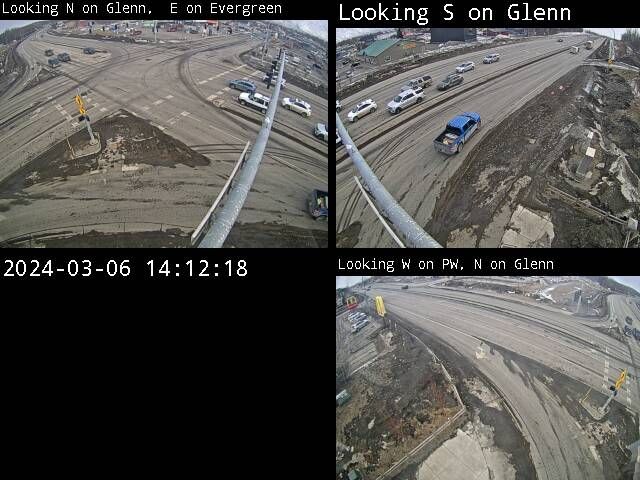 Looking N on Glenn, E on Evergreen
Looking S on Glenn
2024-03-06 14:12:18
Looking W on PW, N on Glenn